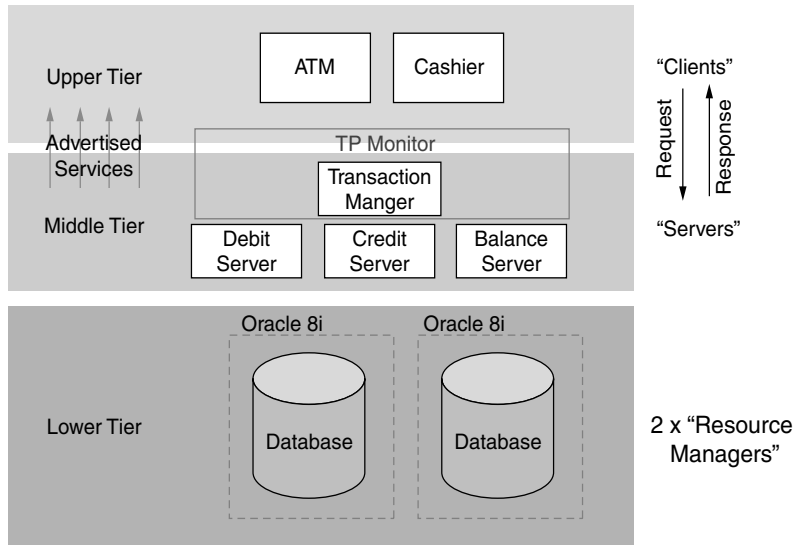 ATM
Cashier
Upper Tier
“Clients”
Advertised
Services
TP Monitor
Request
Response
Transaction
Manger
Middle Tier
“Servers”
Debit
Server
Credit
Server
Balance
Server
Oracle 8i
Oracle 8i
Lower Tier
Database
Database
2 x “Resource
Managers”